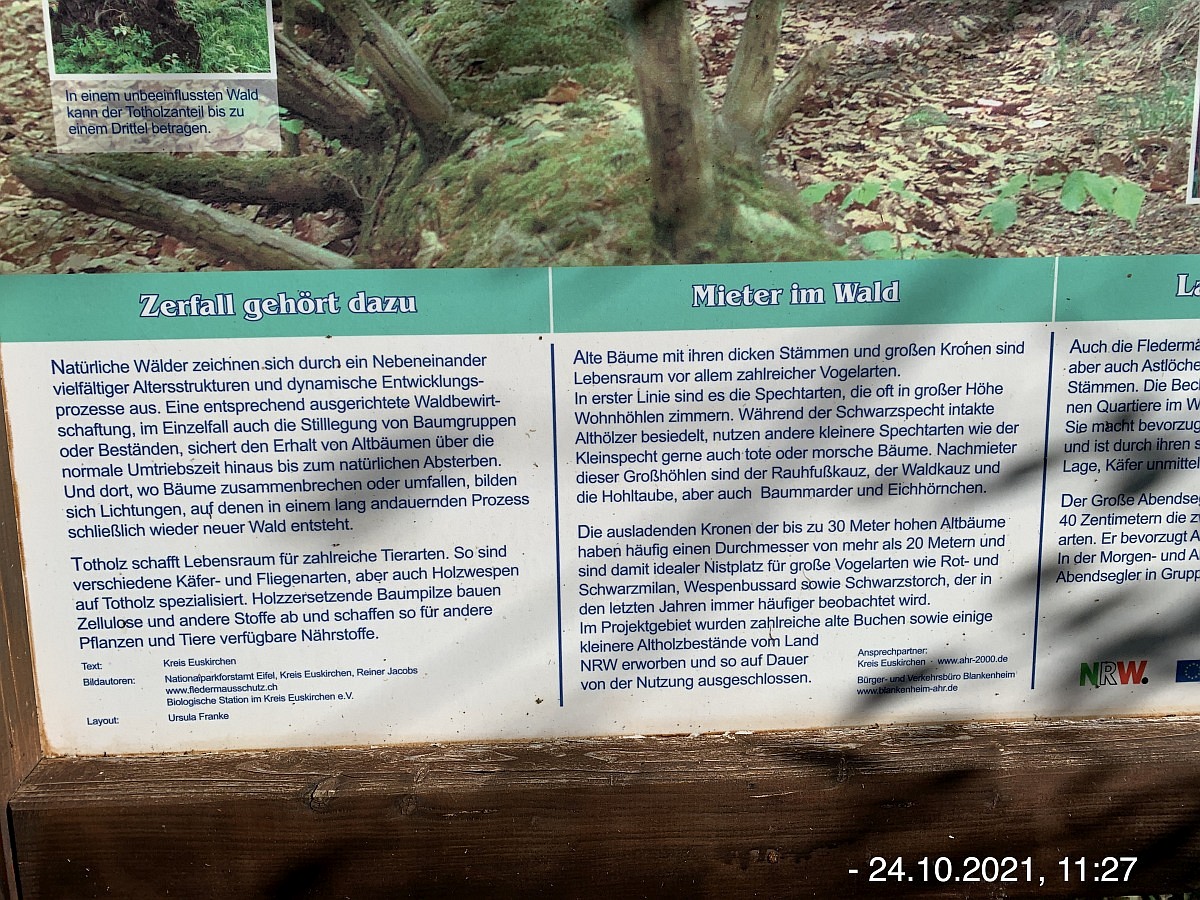 In einem unbeeinflussten Wald
kann der Totholzanteil bis zu
einem Drittel betragen.
Zerfall gehört dazu
Natürliche Wälder zeichnen sich durch ein Nebeneinander
vielfältiger Altersstrukturen und dynamische Entwicklungs-
prozesse aus. Eine entsprechend ausgerichtete Waldbewirt-
schaftung, im Einzelfall auch die Stilllegung von Baumgruppen
oder Beständen, sichert den Erhalt von Altbäumen über die
normale Umtriebszeit hinaus bis zum natürlichen Absterben.
Und dort, wo Bäume zusammenbrechen oder umfallen, bilden
sich Lichtungen, auf denen in einem lang andauernden Prozess
schließlich wieder neuer Wald entsteht.
Totholz schafft Lebensraum für zahlreiche Tierarten. So sind
verschiedene Käfer- und Fliegenarten, aber auch Holzwespen
auf Totholz spezialisiert. Holzzersetzende Baumpilze bauen
Zellulose und andere Stoffe ab und schaffen so für andere
Pflanzen und Tiere verfügbare Nährstoffe.
Text: Kreis Euskirchen
Bildautoren: Nationalparkforstamt Eifel, Kreis Euskirchen, Reiner Jacobs
www.fledermausschutz.ch
Biologische Station im Kreis Euskirchen e.V.
Layout: Ursula Franke
Mieter im Wald
Alte Bäume mit ihren dicken Stämmen und großen Kronen sind
Lebensraum vor allem zahlreicher Vogelarten.
In erster Linie sind es die Spechtarten, die oft in großer Höhe
Wohnhöhlen zimmern. Während der Schwarzspecht intakte
Althölzer besiedelt, nutzen andere kleinere Spechtarten wie der
Kleinspecht gerne auch tote oder morsche Bäume. Nachmieter
dieser Großhöhlen sind der Rauhfußkauz, der Waldkauz und
die Hohltaube, aber auch Baummarder und Eichhörnchen.
Die ausladenden Kronen der bis zu 30 Meter hohen Altbäume
haben häufig einen Durchmesser von mehr als 20 Metern und
sind damit idealer Nistplatz für große Vogelarten wie Rot- und
Schwarzmilan, Wespenbussard sowie Schwarzstorch, der in
den letzten Jahren immer häufiger beobachtet wird.
Im Projektgebiet wurden zahlreiche alte Buchen sowie einige
kleinere Altholzbestände vom Land
NRW erworben und so auf Dauer
von der Nutzung ausgeschlossen.
Ansprechpartner:
Kreis Euskirchen - www.ahr-2000.de
Bürger- und Verkehrsbüro Blankenheim
www.blankenheim-ahr.de
La
Auch die Fledermä
aber auch Astlöche
Stämmen. Die Bec
nen Quartiere im W
Sie macht bevorzug
und ist durch ihren s
Lage, Käfer unmittel
Der Große Abendse
40 Zentimetern die z
arten. Er bevorzugt A
In der Morgen- und A
Abendsegler in Grupp
NRW.
- 24.10.2021, 11:27